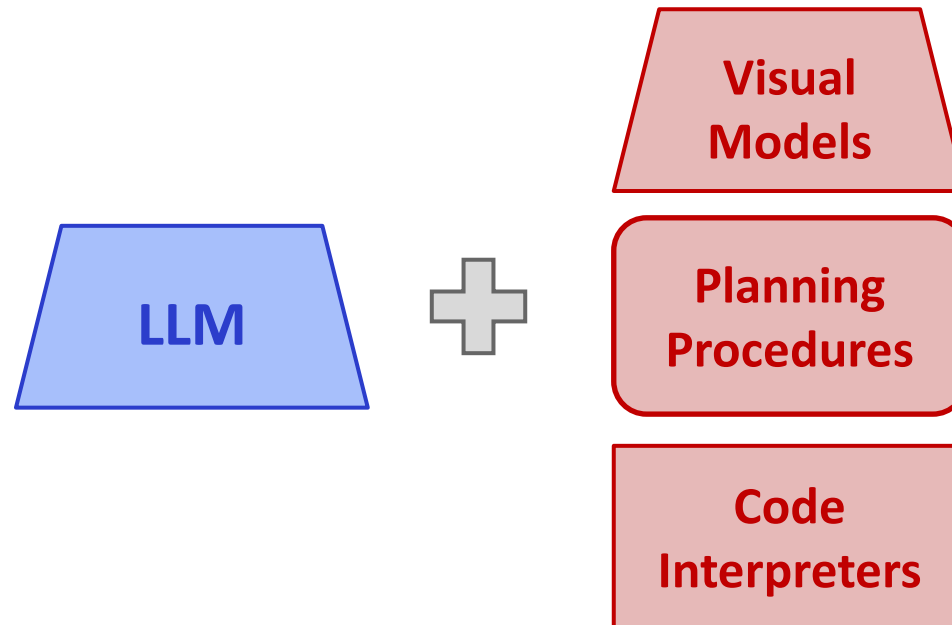 Visual
Models
LLM
Planning
Procedures
Code
Interpreters